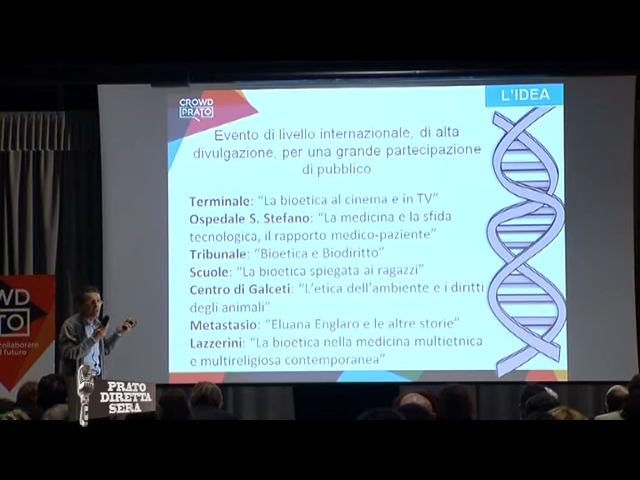 CROWD
PRATO
L'IDEA
Evento di livello internazionale, di alta
divulgazione, per una grande partecipazione
di pubblico
Terminale: "La bioetica al cinema e in TV"
Ospedale S. Stefano: "La medicina e la sfida
tecnologica, il rapporto medico-paziente"
Tribunale: "Bioetica e Biodiritto"
Scuole: "La bioetica spiegata ai ragazzi"
Centro di Galceti: "L'etica dell'ambiente e i diritti
degli animali"
Metastasio: "Eluana Englaro e le altre storie"
Lazzerini: "La bioetica nella medicina multietnica
e multireligiosa contemporanea"
WD
ATO
collaborare
futuro
PRATO
DIRETTA
SERA